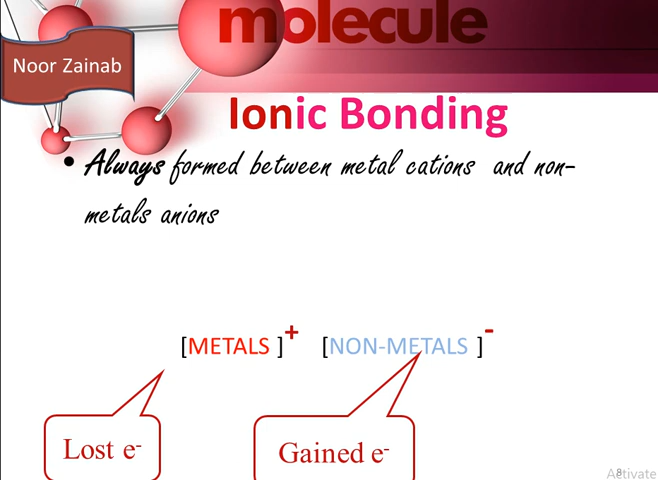 molecule
Noor Zainab
Ionic Bonding
• Always formed between metal cations and non-
metals anions
[METALS ]+ [NON-METALS ]-
Lost e-
Gained e-
8
Activate